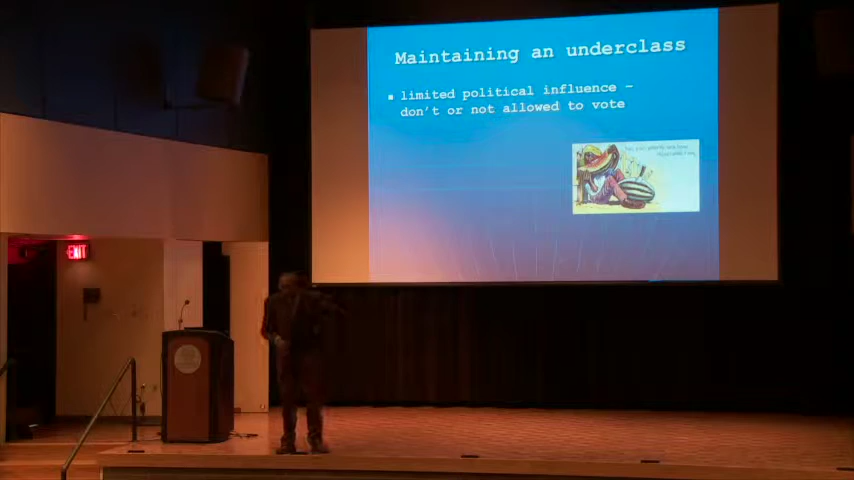 Maintaining an underclass
limited political influence –
don't or not allowed to vote
EXIT